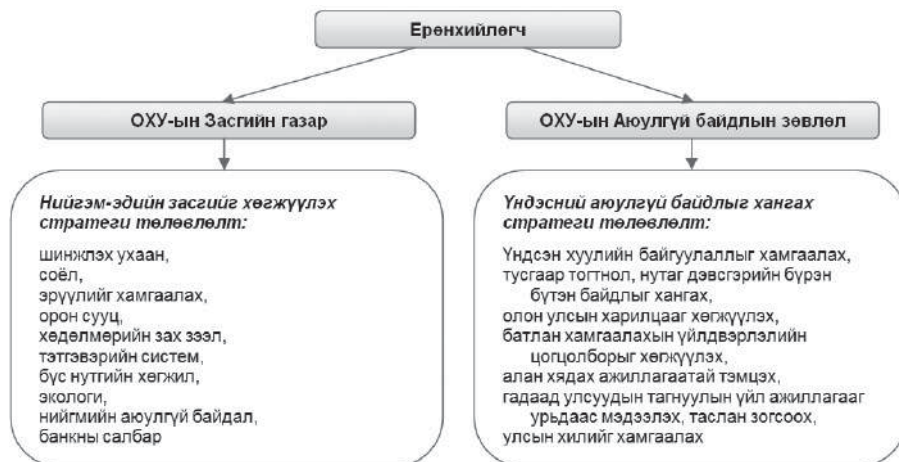 Ерөнхийлөгч
ОХУ-ын Засгийн газар
ОХУ-ын Аюулгүй байдлын зөвлөл
Нийгэм-эдийн засгийг хөгжүүлэх
стратеги төлөвлөлт:
шинжлэх ухаан,
соёл,
эрүүлийг хамгаалах,
орон сууц,
хөдөлмөрийн зах зээл,
тэтгэвэрийн систем,
бүс нутгийн хөгжил,
экологи,
нийгмийн аюулгүй байдал,
банкны салбар
Үндэсний аюулгүй байдлыг хангах
стратеги төлөвлөлт:
Үндсэн хуулийн байгуулаллыг хамгаалах,
тусгаар тогтнол, нутаг дэвсгэрийн бүрэн
бүтэн байдлыг хангах,
олон улсын харилцааг хөгжүүлэх,
батлан хамгаалахын үйлдвэрлэлийн
цогцолборыг хөгжүүлэх,
алан хядах ажиллагаатай тэмцэх,
гадаад улсуудын тагнуулын үйл ажиллагааг
урьдаас мэдээлэх, таслан зогсоох,
улсын хилийг хамгаалах